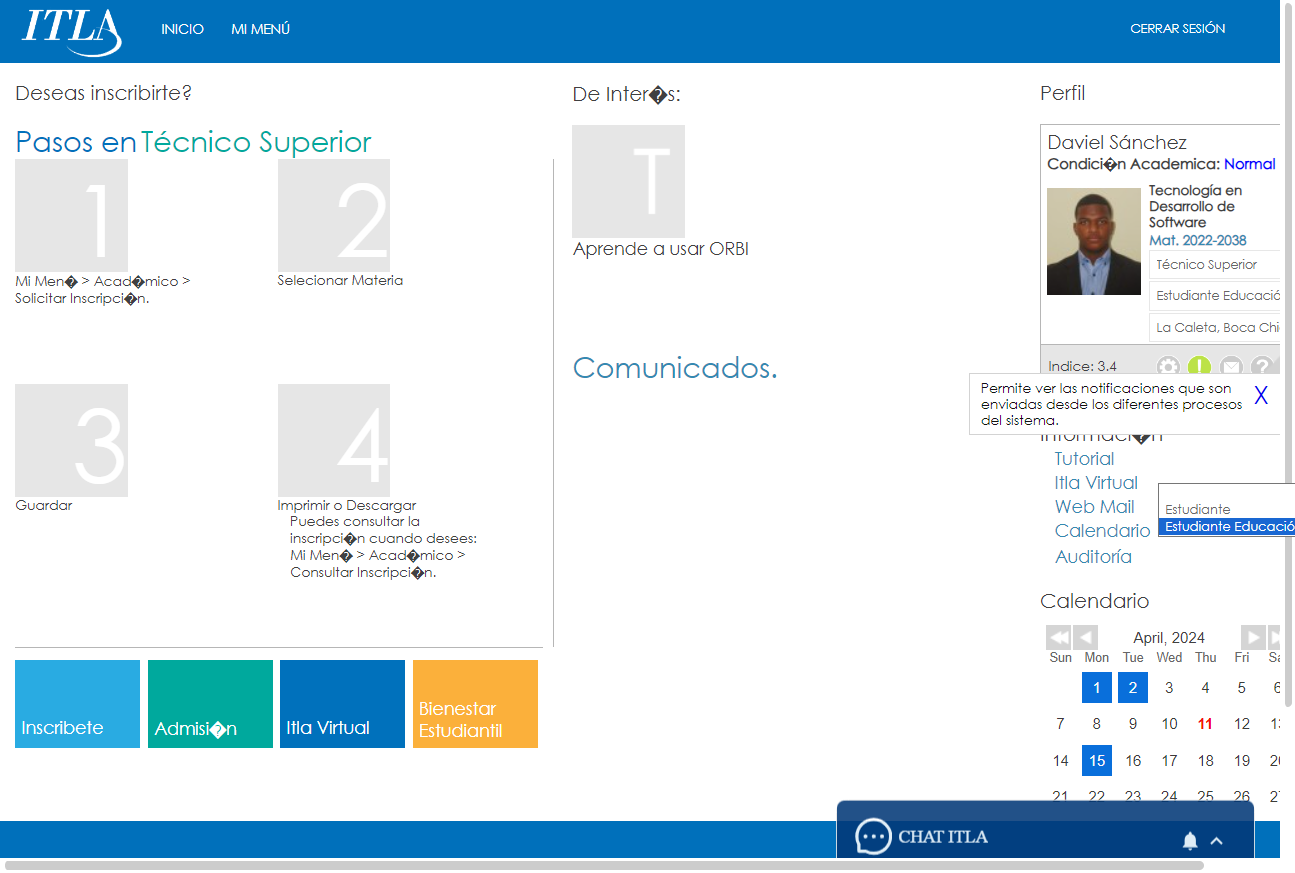 ITLA
INICIO
MI MENÚ
CERRAR SESIÓN
Deseas inscribirte?
Pasos en Técnico Superior
1
Mi Men� > Acad�mico >
Solicitar Inscripci�n.
2
Selecionar Materia
3
Guardar
4
Imprimir o Descargar
Puedes consultar la
inscripci�n cuando desees:
Mi Men� > Acad�mico >
Consultar Inscripci�n.
Inscribete
Admisi�n
Itla Virtual
Bienestar
Estudiantil
De Inter�s:
T
Aprende a usar ORBI
Comunicados.
Perfil
Daviel Sánchez
Condici�n Academica: Normal
Tecnología en
Desarrollo de
Software
Mat. 2022-2038
Técnico Superior
Estudiante Educació
La Caleta, Boca Chi
Indice: 3.4
Permite ver las notificaciones que son
enviadas desde los diferentes procesos
del sistema.
X
Informaci�n
Tutorial
Itla Virtual
Web Mail
Calendario
Auditoría
Estudiante
Estudiante Educació
Calendario
April, 2024
Sun Mon Tue Wed Thu Fri Sa
1 2 3 4 5 6
7 8 9 10 11 12 13
14 15 16 17 18 19 20
21 22 23 24 25 26 27
CHAT ITLA